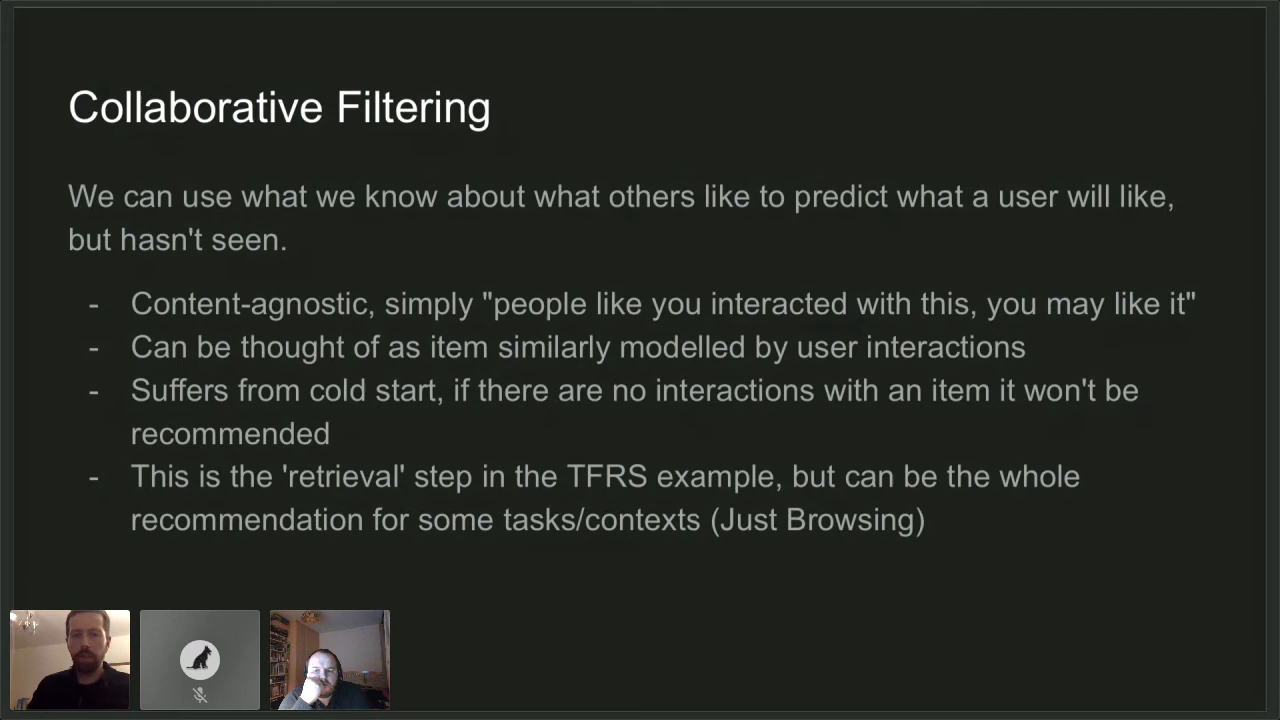 Collaborative Filtering
We can use what we know about what others like to predict what a user will like,
but hasn't seen.
- Content-agnostic, simply "people like you interacted with this, you may like it"
- Can be thought of as item similarly modelled by user interactions
- Suffers from cold start, if there are no interactions with an item it won't be
recommended
- This is the 'retrieval' step in the TFRS example, but can be the whole
recommendation for some tasks/contexts (Just Browsing)